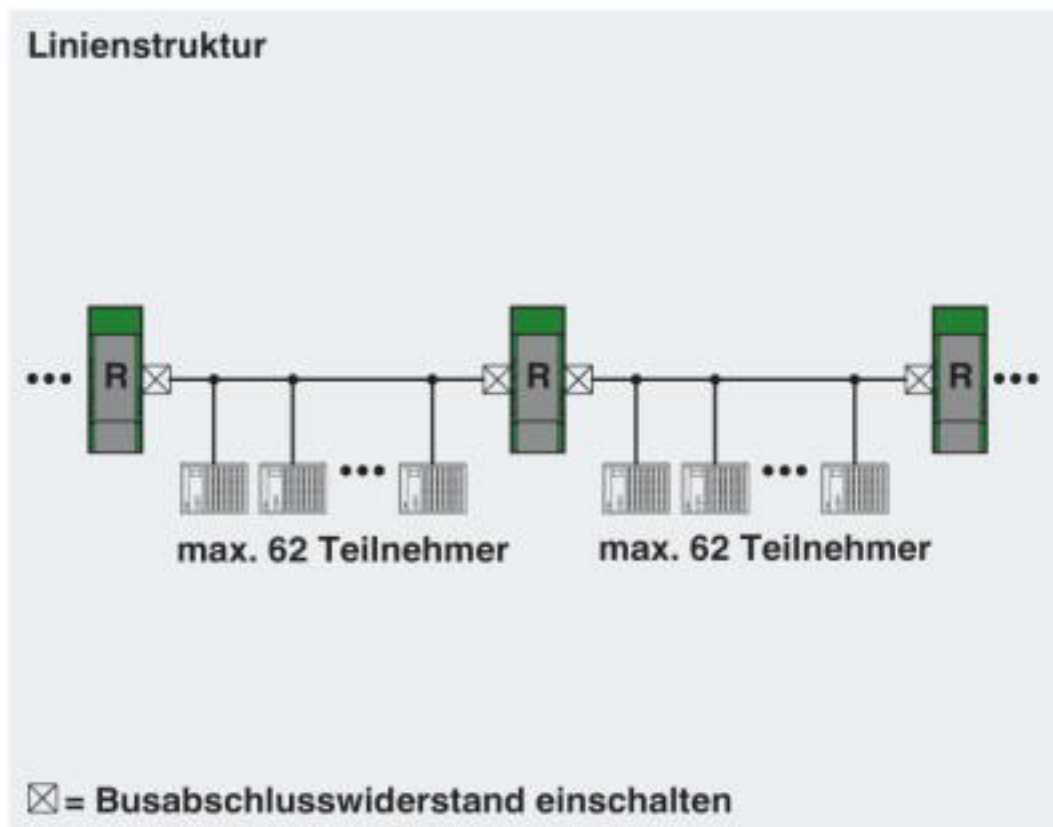 Linienstruktur
••• R R R •••
••• •••
max. 62 Teilnehmer max. 62 Teilnehmer
☒ = Busabschlusswiderstand einschalten